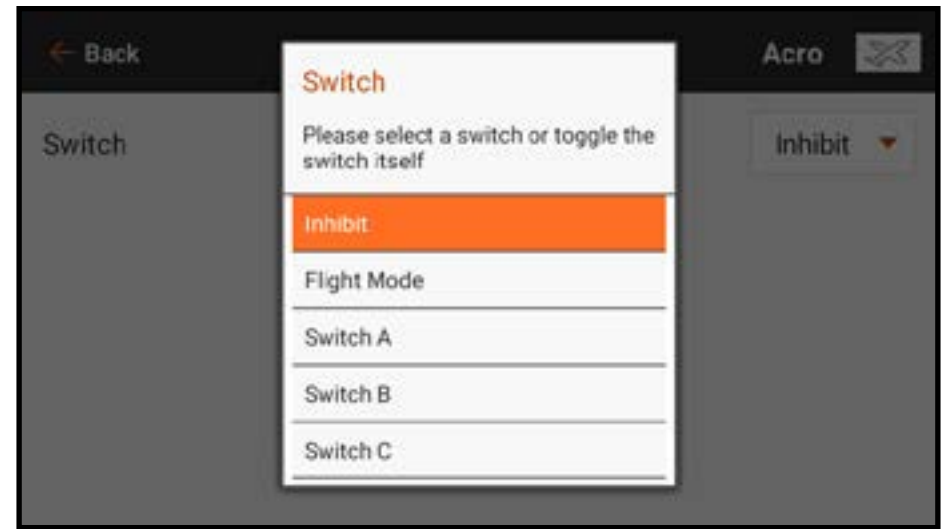 ← Back
Acro
Switch
Please select a switch or toggle the
switch itself
Switch
Inhibit
Inhibit
Flight Mode
Switch A
Switch B
Switch C